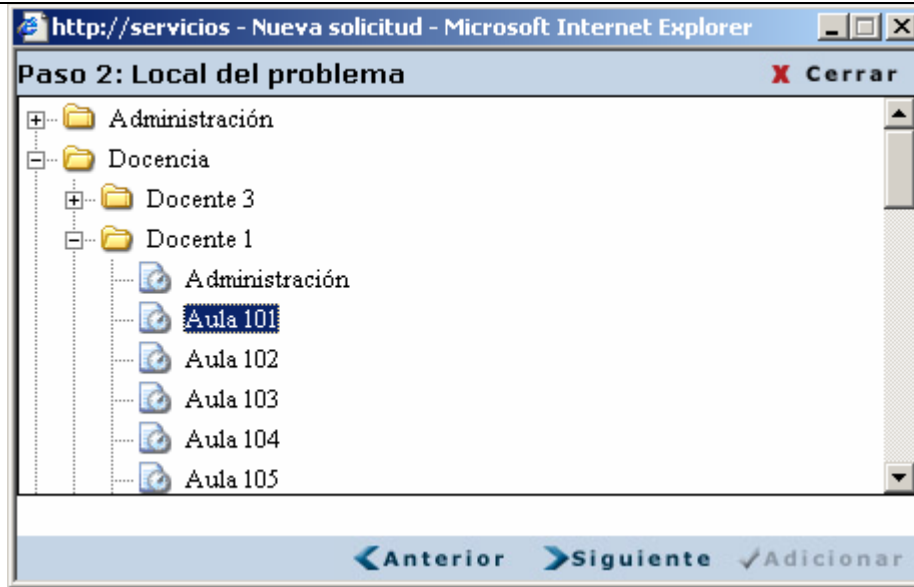 http://servicios - Nueva solicitud - Microsoft Internet Explorer
Paso 2: Local del problema X Cerrar
Administración
Docencia
Docente 3
Docente 1
Administración
Aula 101
Aula 102
Aula 103
Aula 104
Aula 105
Anterior Siguiente Adicionar